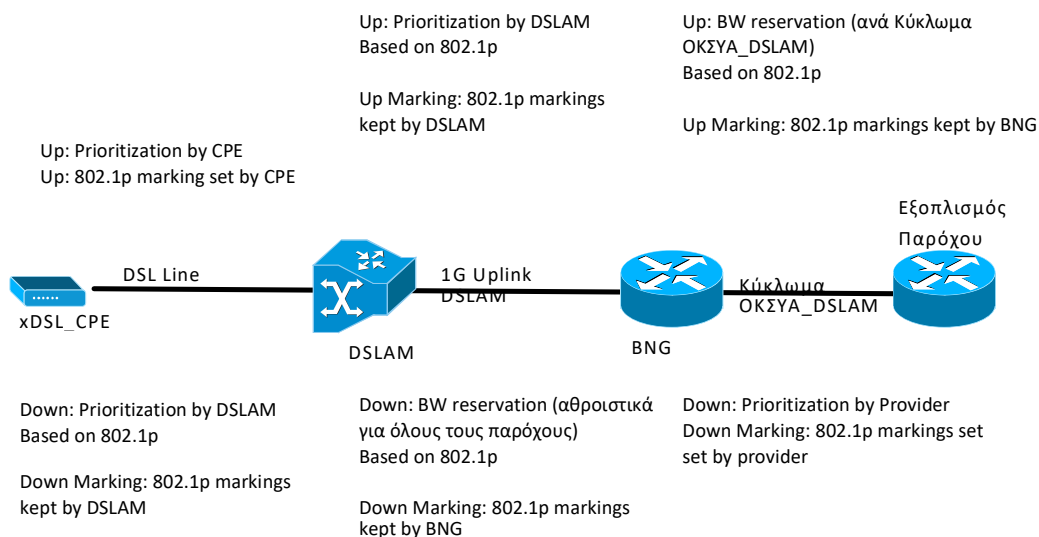 Up: Prioritization by DSLAM
Based on 802.1p
Up Marking: 802.1p markings
kept by DSLAM
Up: BW reservation (ανά Κύκλωμα
ΟΚΣΥΑ_DSLAM)
Based on 802.1p
Up Marking: 802.1p markings kept by BNG
Up: Prioritization by CPE
Up: 802.1p marking set by CPE
Εξοπλισμός
Παρόχου
DSL Line
1G Uplink
DSLAM
Κύκλωμα
ΟΚΣΥΑ_DSLAM
xDSL_CPE
DSLAM
BNG
Down: Prioritization by DSLAM
Based on 802.1p
Down Marking: 802.1p markings
kept by DSLAM
Down: BW reservation (αθροιστικά
για όλους τους παρόχους)
Based on 802.1p
Down Marking: 802.1p markings
kept by BNG
Down: Prioritization by Provider
Down Marking: 802.1p markings set
set by provider